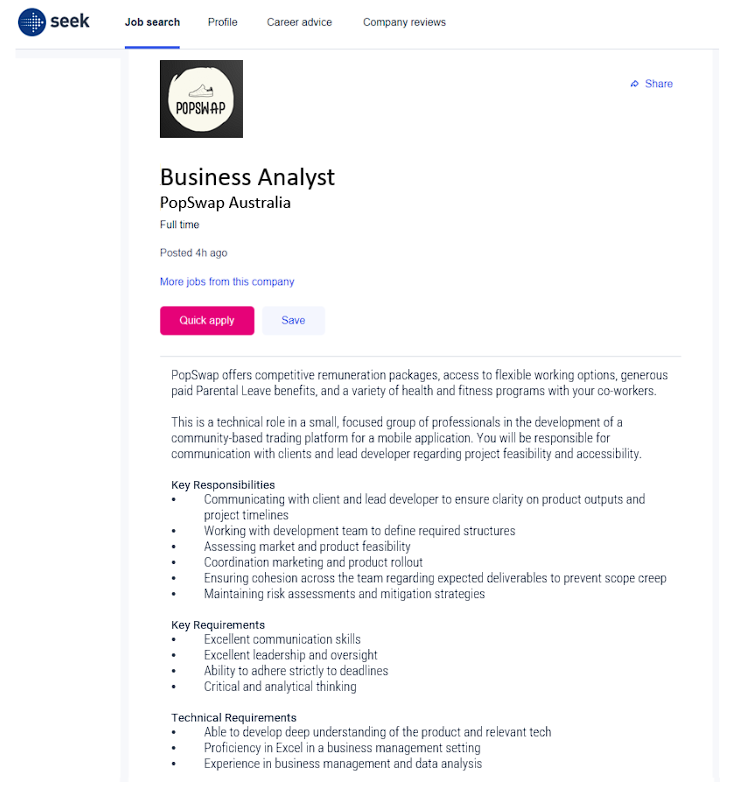 seek
Job search
Profile
Career advice
Company reviews
POPSWAP
Share
Business Analyst
PopSwap Australia
Full time
Posted 4h ago
More jobs from this company
Quick apply
Save
PopSwap offers competitive remuneration packages, access to flexible working options, generous
paid Parental Leave benefits, and a variety of health and fitness programs with your co-workers.
This is a technical role in a small, focused group of professionals in the development of a
community-based trading platform for a mobile application. You will be responsible for
communication with clients and lead developer regarding project feasibility and accessibility.
Key Responsibilities
• Communicating with client and lead developer to ensure clarity on product outputs and
project timelines
• Working with development team to define required structures
• Assessing market and product feasibility
• Coordination marketing and product rollout
• Ensuring cohesion across the team regarding expected deliverables to prevent scope creep
• Maintaining risk assessments and mitigation strategies
Key Requirements
• Excellent communication skills
• Excellent leadership and oversight
• Ability to adhere strictly to deadlines
• Critical and analytical thinking
Technical Requirements
• Able to develop deep understanding of the product and relevant tech
• Proficiency in Excel in a business management setting
• Experience in business management and data analysis